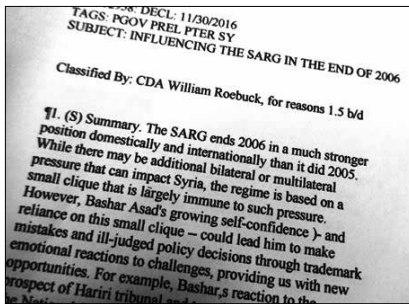 DECL: 11/30/2016
TAGS: PGOV PREL PTER SY
SUBJECT: INFLUENCING THE SARG IN THE END OF 2006
Classified By: CDA William Roebuck, for reasons 1.5 b/d
¶1. (S) Summary. The SARG ends 2006 in a much stronger
position domestically and internationally than it did 2005.
While there may be additional bilateral or multilateral
pressure that can impact Syria, the regime is based on a
small clique that is largely immune to such pressure.
However, Bashar Asad's growing self-confidence )- and
reliance on this small clique -- could lead him to make
mistakes and ill-judged policy decisions through trademark
emotional reactions to challenges, providing us with new
opportunities. For example, Bashar,s reaction to the
prospect of Hariri tribunal and